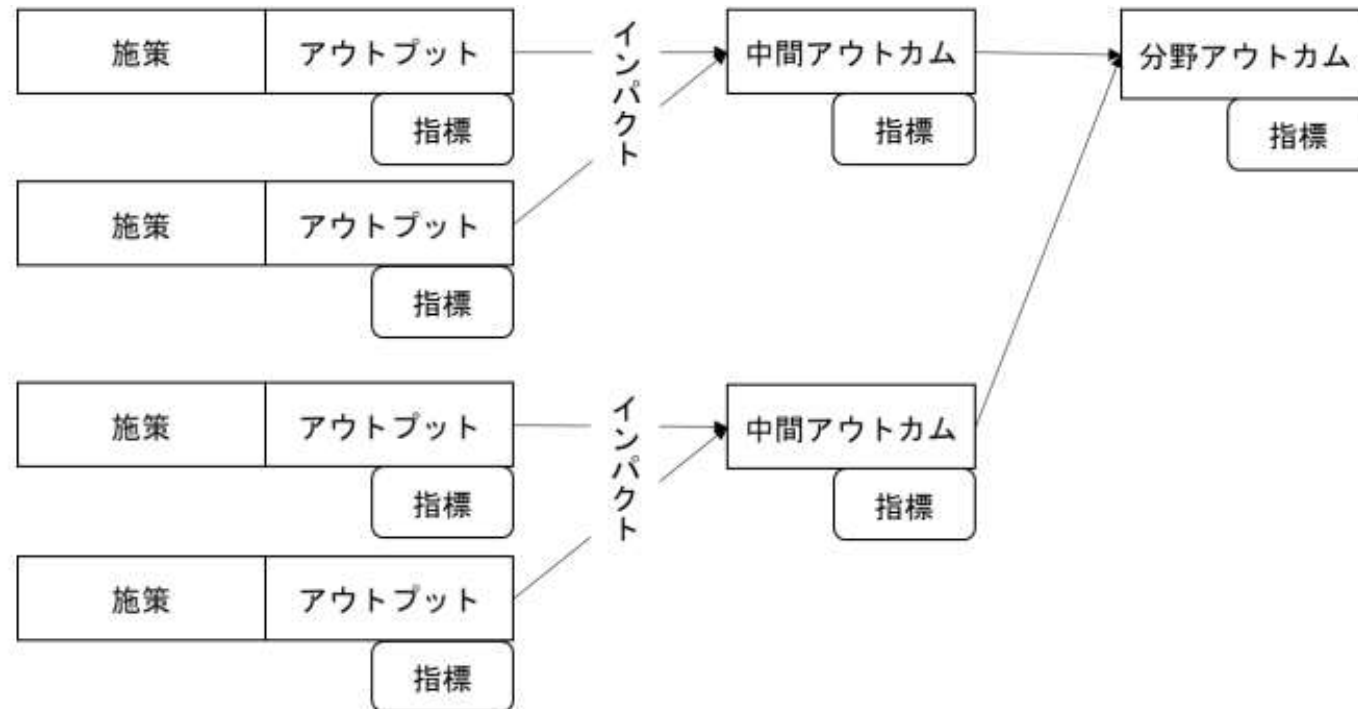 施策 アウトプット インパクト 中間アウトカム 分野アウトカム
指標 指標 指標
施策 アウトプット
指標
施策 アウトプット インパクト 中間アウトカム
指標 指標
施策 アウトプット
指標